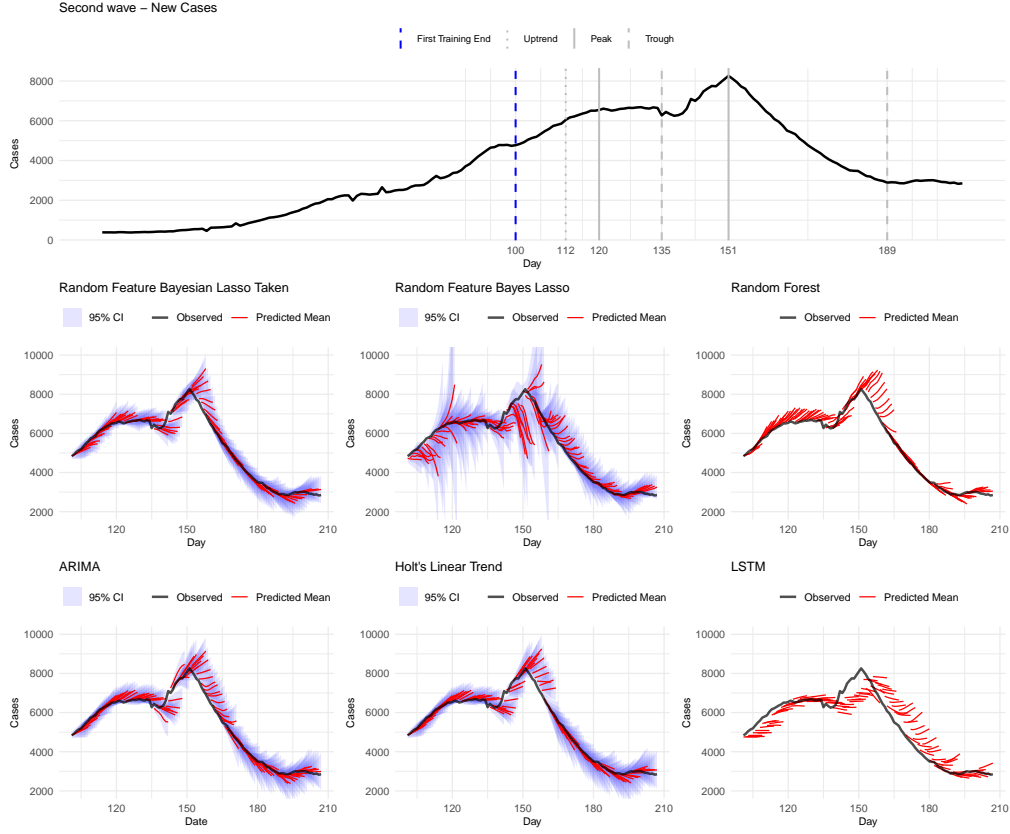 Second wave – New Cases
First Training End Uptrend Peak Trough
8000
6000
4000
2000
0
Cases
100 112 120 135 151 189
Day
Random Feature Bayesian Lasso Taken Random Feature Bayes Lasso Random Forest
95% CI Observed Predicted Mean 95% CI Observed Predicted Mean Observed Predicted Mean
10000 10000 10000
8000 8000 8000
6000 6000 6000
4000 4000 4000
2000 2000 2000
Cases Cases Cases
120 150 180 210 120 150 180 210 120 150 180 210
Day Day Day
ARIMA Holt's Linear Trend LSTM
95% CI Observed Predicted Mean 95% CI Observed Predicted Mean Observed Predicted Mean
10000 10000 10000
8000 8000 8000
6000 6000 6000
4000 4000 4000
2000 2000 2000
Cases Cases Cases
120 150 180 210 120 150 180 210 120 150 180 210
Date Day Day